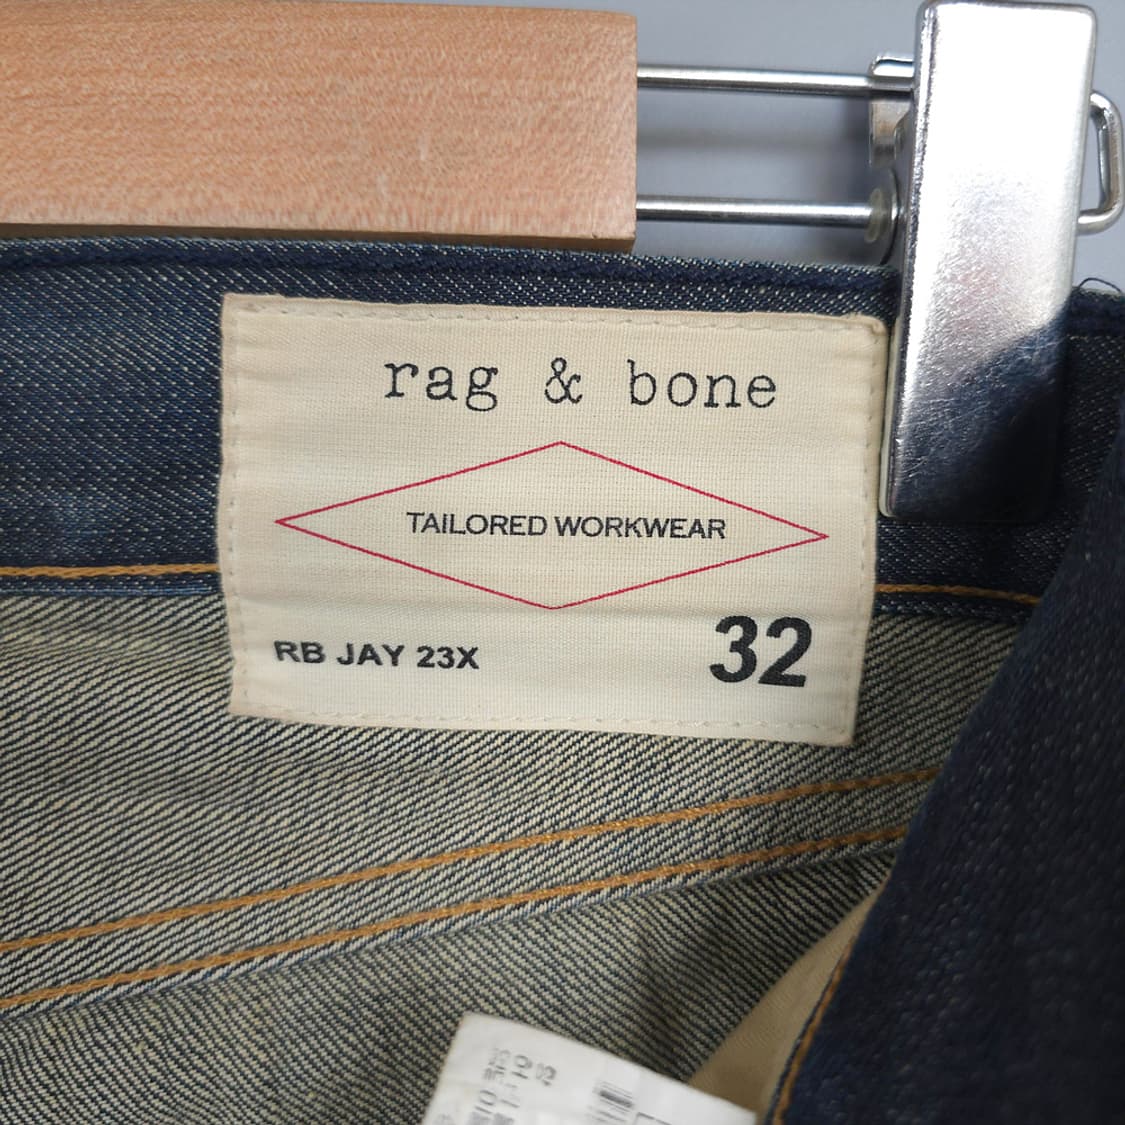 rag & bone
TAILORED WORKWEAR
RB JAY 23X
32